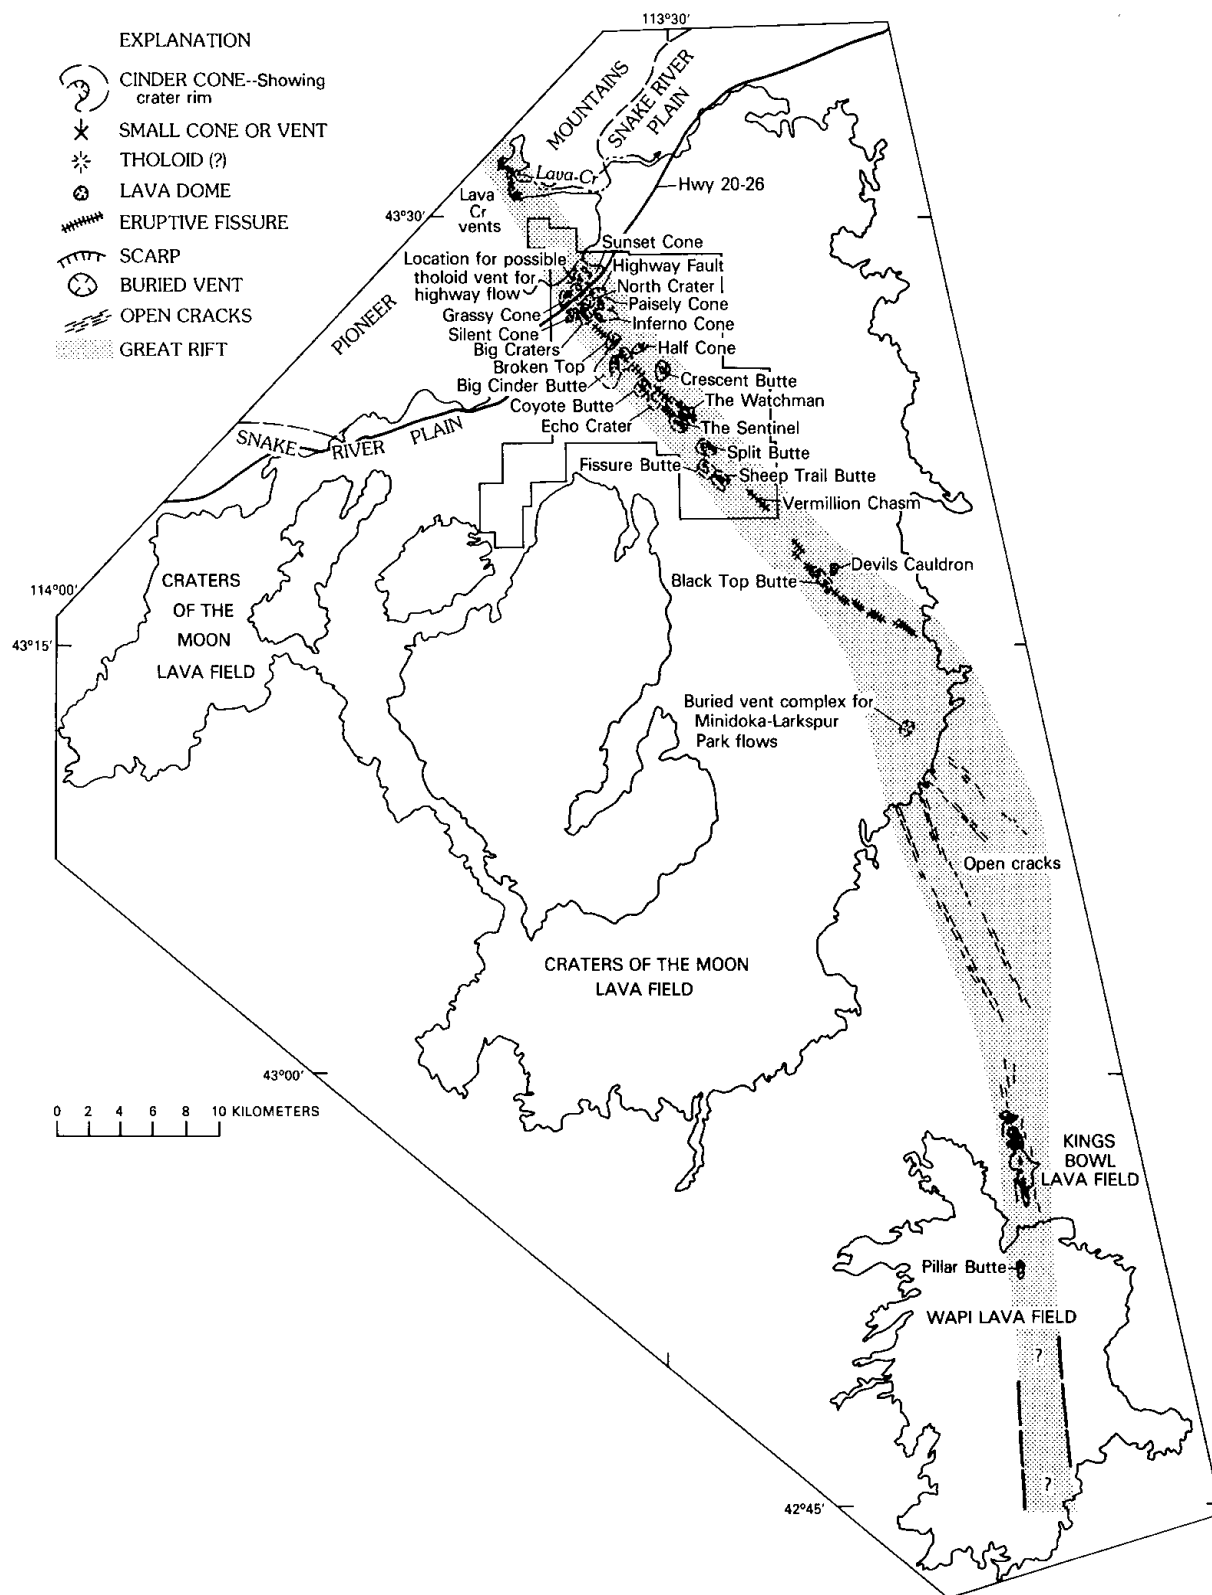 113°30'
EXPLANATION
CINDER CONE--Showing
crater rim
SMALL CONE OR VENT
THOLOID (?)
LAVA DOME
ERUPTIVE FISSURE
SCARP
BURIED VENT
OPEN CRACKS
GREAT RIFT
MOUNTAINS
SNAKE RIVER
PLAIN
Lava Cr
Hwy 20-26
Lava
Cr
vents
43°30'
Sunset Cone
Location for possible
tholoid vent for
highway flow
Highway Fault
North Crater
Paisely Cone
Grassy Cone
Inferno Cone
Silent Cone
Big Craters
Half Cone
Broken Top
Crescent Butte
Big Cinder Butte
The Watchman
Coyote Butte
Echo Crater
The Sentinel
Split Butte
Fissure Butte
Sheep Trail Butte
Vermillion Chasm
PIONEER
SNAKE RIVER PLAIN
Devils Cauldron
Black Top Butte
114°00'
43°15'
CRATERS
OF THE
MOON
LAVA FIELD
Buried vent complex for
Minidoka-Larkspur
Park flows
Open cracks
CRATERS OF THE MOON
LAVA FIELD
43°00'
0 2 4 6 8 10 KILOMETERS
KINGS
BOWL
LAVA FIELD
Pillar Butte
WAPI LAVA FIELD
?
?
42°45'